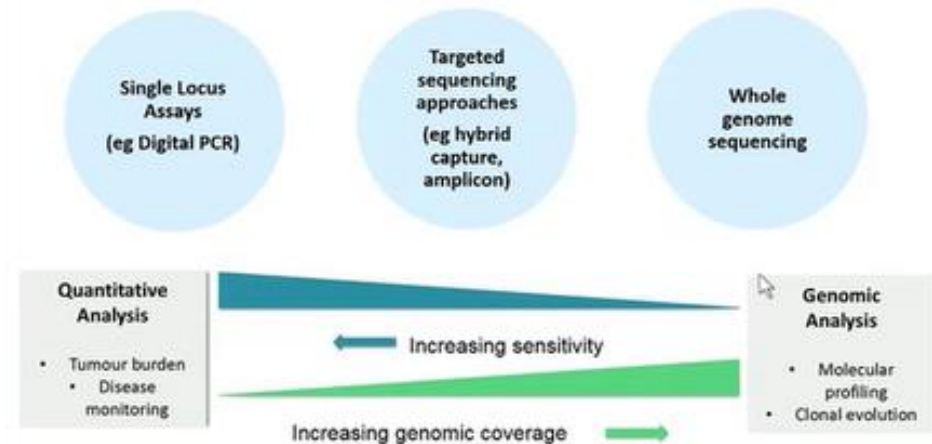 Single Locus
Assays
(eg Digital PCR)
Targeted
sequencing
approaches
(eg hybrid
capture,
amplicon)
Whole
genome
sequencing
Quantitative
Analysis
• Tumour burden
• Disease
monitoring
Increasing sensitivity
Increasing genomic coverage
Genomic
Analysis
• Molecular
profiling
• Clonal evolution